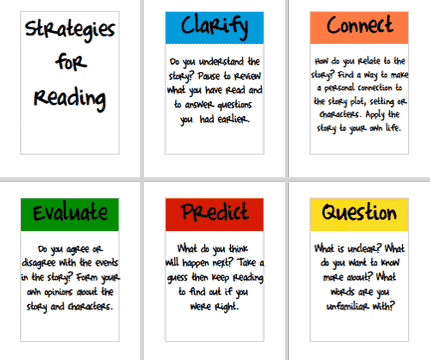 Strategies
for
Reading
Clarify
Do you understand the
story? Pause to review
what you have read and
to answer questions
you had earlier.
Connect
How do you relate to the
story? Find a way to make
a personal connection to
the story plot, setting or
characters. Apply the
story to your own life.
Evaluate
Do you agree or
disagree with the events
in the story? Form your
own opinions about the
story and characters.
Predict
What do you think
will happen next? Take a
guess then keep reading
to find out if you
were right.
Question
What is unclear? What
do you want to know
more about? What
words are you
unfamiliar with?